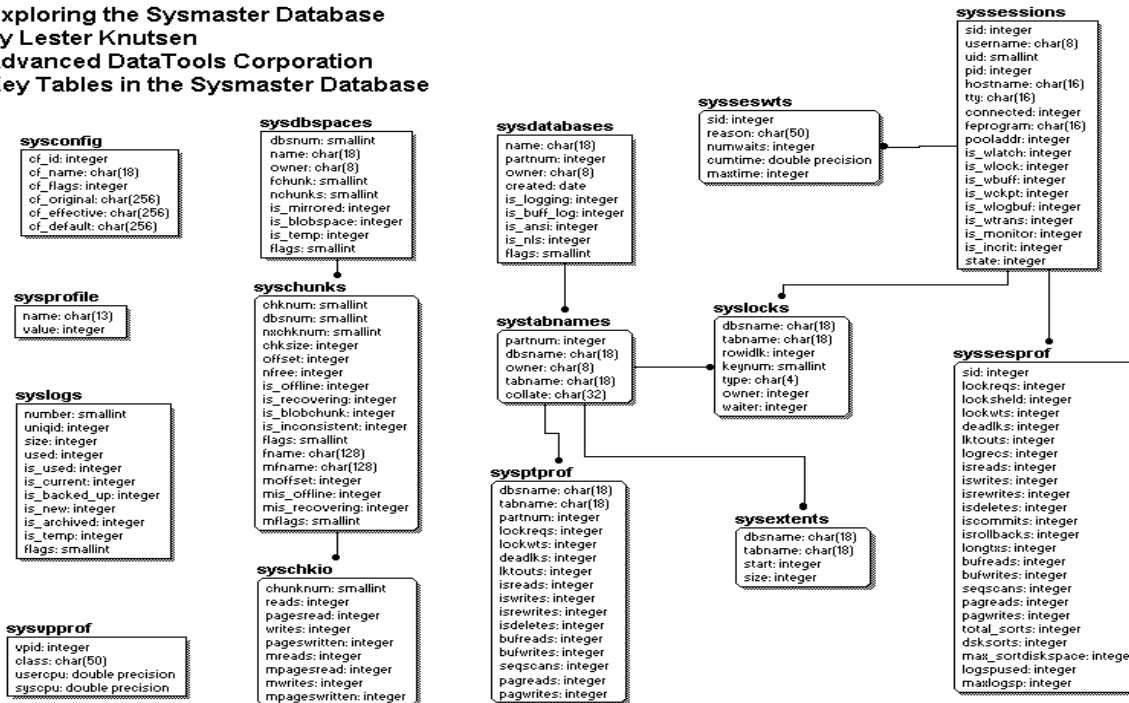 xploring the Sysmaster Database
y Lester Knutsen
dvanced DataTools Corporation
ey Tables in the Sysmaster Database
sysconfig
cf_id: integer
cf_name: char(18)
cf_flags: integer
cf_original: char(256)
cf_effective: char(256)
cf_default: char(256)
sysprofile
name: char(13)
value: integer
syslogs
number: smallint
uniqid: integer
size: integer
used: integer
is_used: integer
is_current: integer
is_backed_up: integer
is_new: integer
is_archived: integer
is_temp: integer
flags: smallint
sysvpprof
vpid: integer
class: char(50)
usercpu: double precision
syscpu: double precision
sysdbspaces
dbsnum: smallint
name: char(18)
owner: char(8)
fchunk: smallint
nchunks: smallint
is_mirrored: integer
is_blobspace: integer
is_temp: integer
flags: smallint
syschunks
chknum: smallint
dbsnum: smallint
nxchknum: smallint
chksize: integer
offset: integer
nfree: integer
is_offline: integer
is_recovering: integer
is_blobchunk: integer
is_inconsistent: integer
flags: smallint
fname: char(128)
mfname: char(128)
moffset: integer
mis_offline: integer
mis_recovering: integer
mflags: smallint
syschkio
chunknum: smallint
reads: integer
pagesread: integer
writes: integer
pageswritten: integer
mreads: integer
mpagesread: integer
mwrites: integer
mpageswritten: integer
sysdatabases
name: char(18)
partnum: integer
owner: char(8)
created: date
is_logging: integer
is_buff_log: integer
is_ansi: integer
is_nls: integer
flags: smallint
systabnames
partnum: integer
dbsname: char(18)
owner: char(8)
tabname: char(18)
collate: char(32)
sysptprof
dbsname: char(18)
tabname: char(18)
partnum: integer
lockreqs: integer
lockwts: integer
deadlks: integer
lktouts: integer
isreads: integer
iswrites: integer
isrewrites: integer
isdeletes: integer
bufreads: integer
bufwrites: integer
seqscans: integer
pagreads: integer
pagwrites: integer
sysseswts
sid: integer
reason: char(50)
numwaits: integer
cumtime: double precision
maxtime: integer
syslocks
dbsname: char(18)
tabname: char(18)
rowidlk: integer
keynum: smallint
type: char(4)
owner: integer
waiter: integer
sysextents
dbsname: char(18)
tabname: char(18)
start: integer
size: integer
syssessions
sid: integer
username: char(8)
uid: smallint
pid: integer
hostname: char(16)
tty: char(16)
connected: integer
feprogram: char(16)
pooladdr: integer
is_wlatch: integer
is_wlock: integer
is_wbuff: integer
is_wckpt: integer
is_wlogbuf: integer
is_wtrans: integer
is_monitor: integer
is_incrit: integer
state: integer
syssesprof
sid: integer
lockreqs: integer
locksheld: integer
lockwts: integer
deadlks: integer
lktouts: integer
logrecs: integer
isreads: integer
iswrites: integer
isrewrites: integer
isdeletes: integer
iscommits: integer
isrollbacks: integer
longtxs: integer
bufreads: integer
bufwrites: integer
seqscans: integer
pagreads: integer
pagwrites: integer
total_sorts: integer
dsksorts: integer
max_sortdiskspace: intege
logspused: integer
maxlogsp: integer